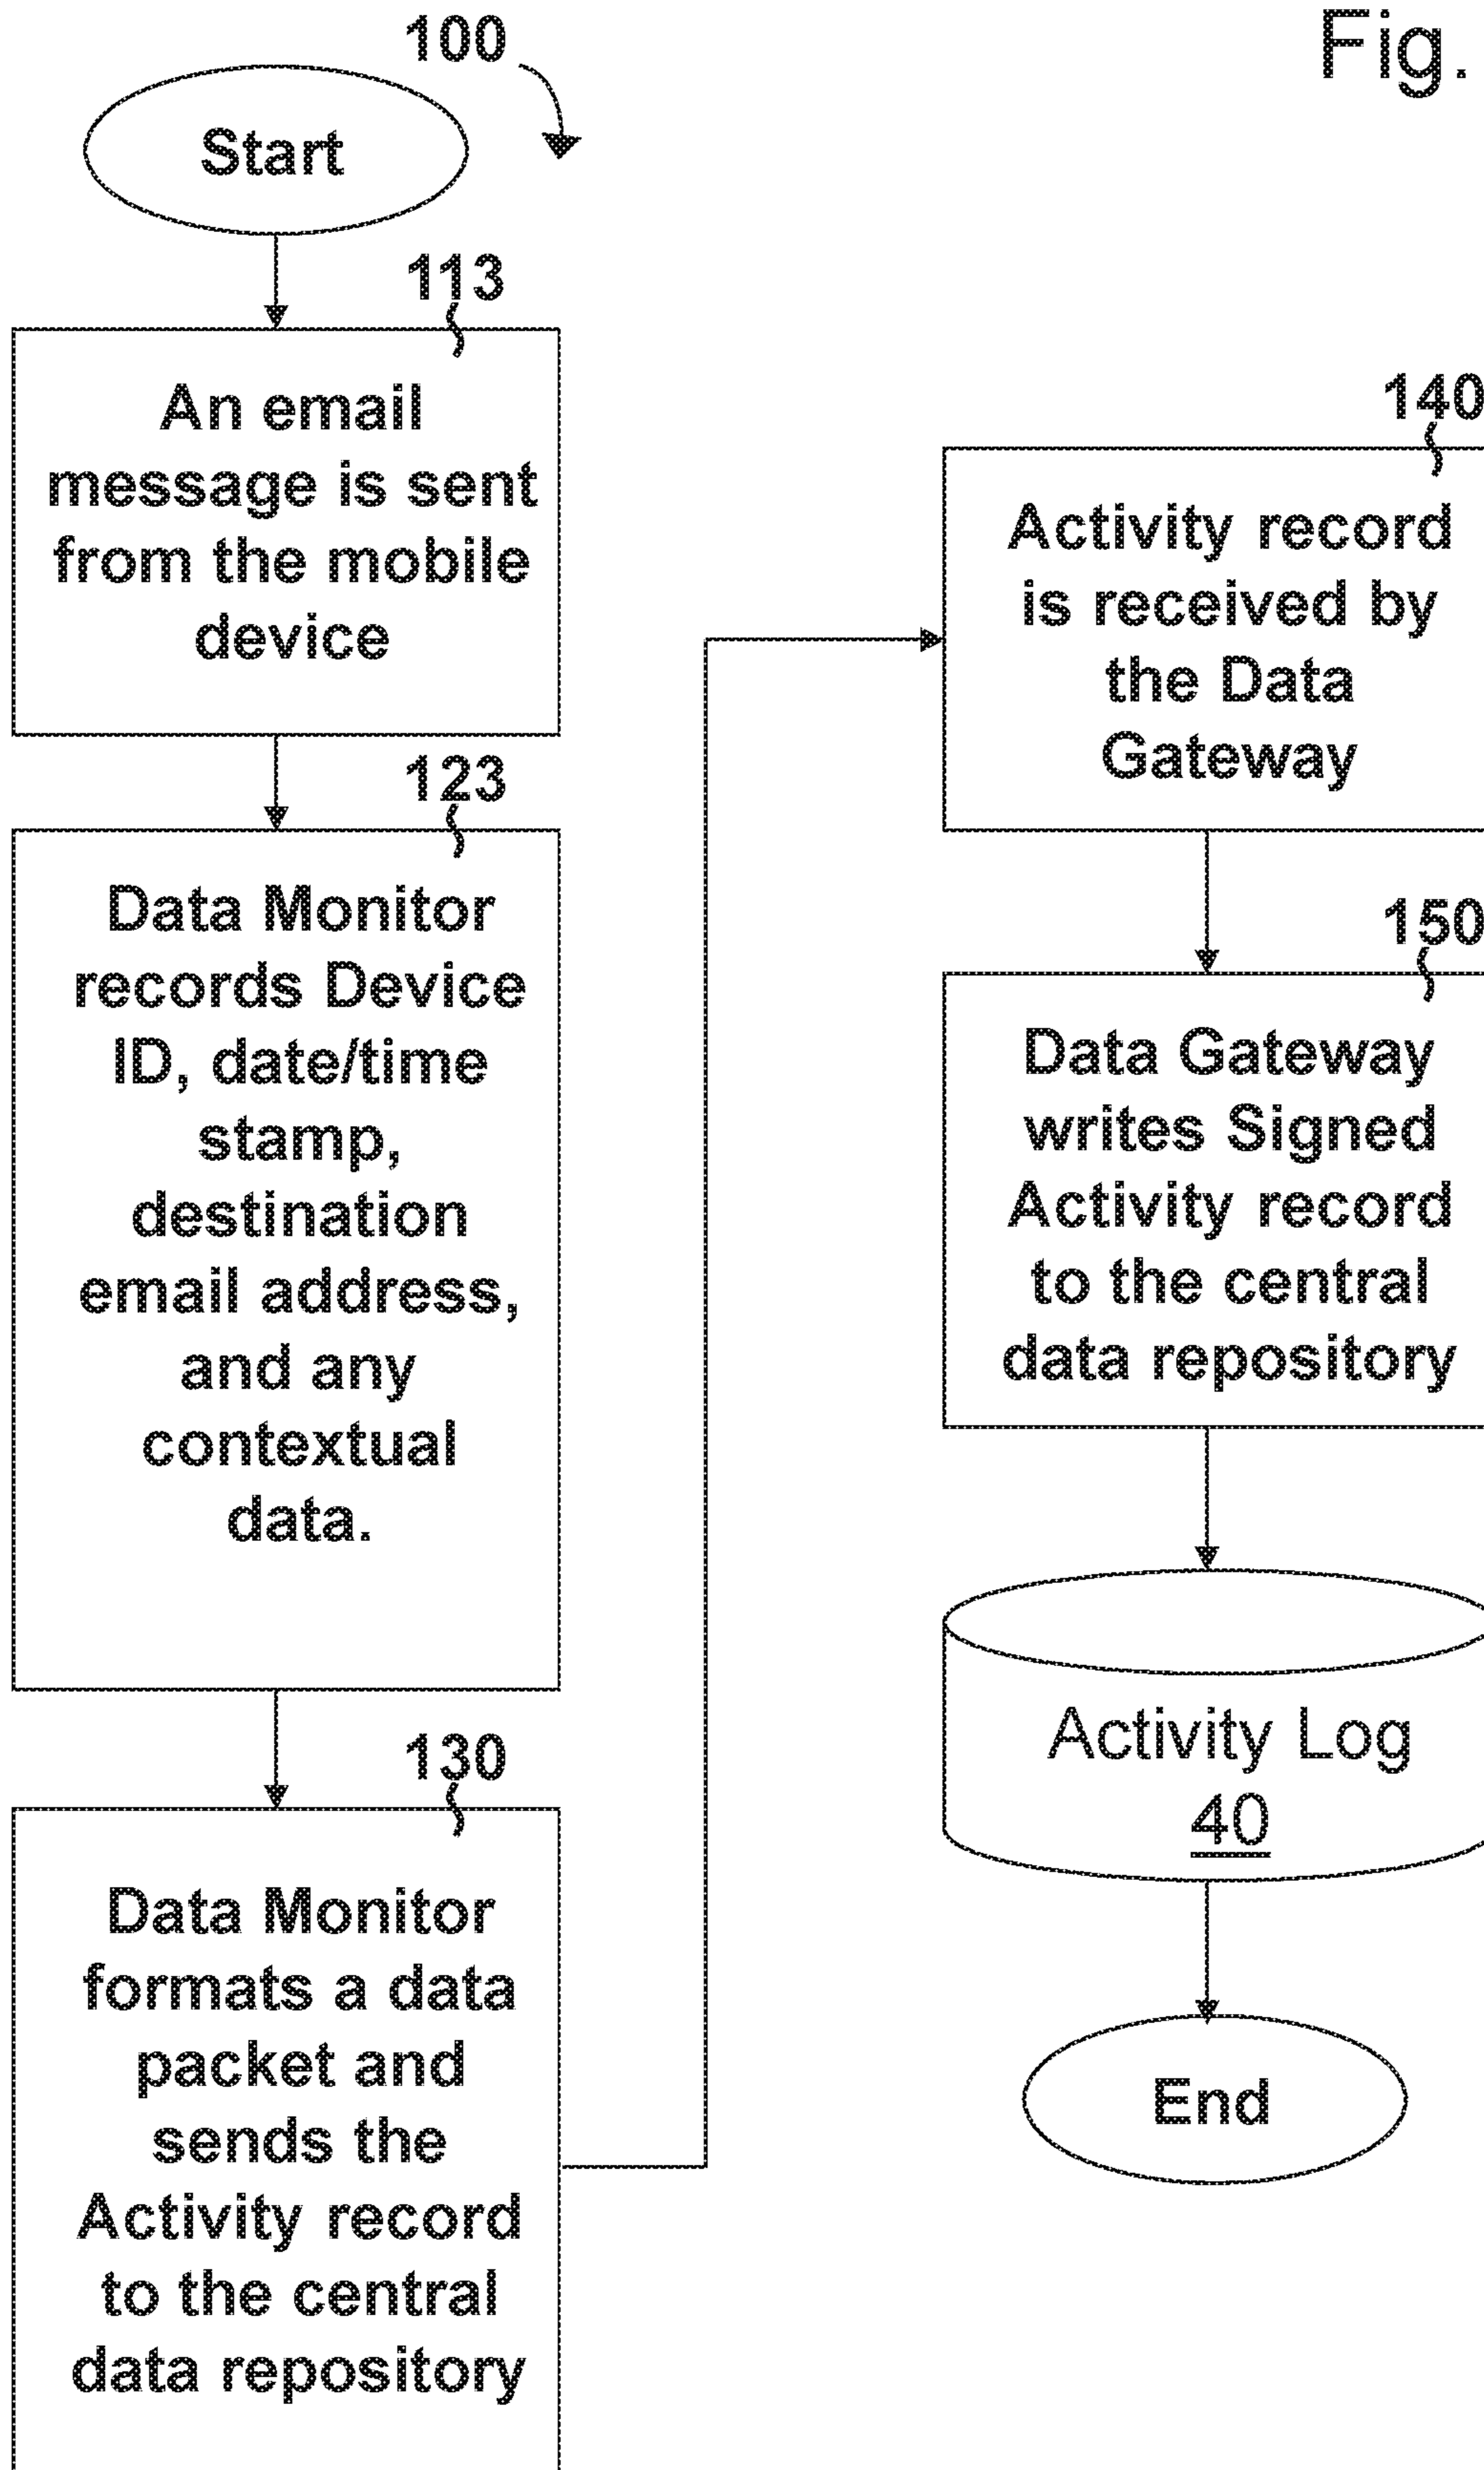 Fig.
100
Start
113
An email
message is sent
from the mobile
device
123
Data Monitor
records Device
ID, date/time
stamp,
destination
email address,
and any
contextual
data.
130
Data Monitor
formats a data
packet and
sends the
Activity record
to the central
data repository
140
Activity record
is received by
the Data
Gateway
150
Data Gateway
writes Signed
Activity record
to the central
data repository
Activity Log
40
End